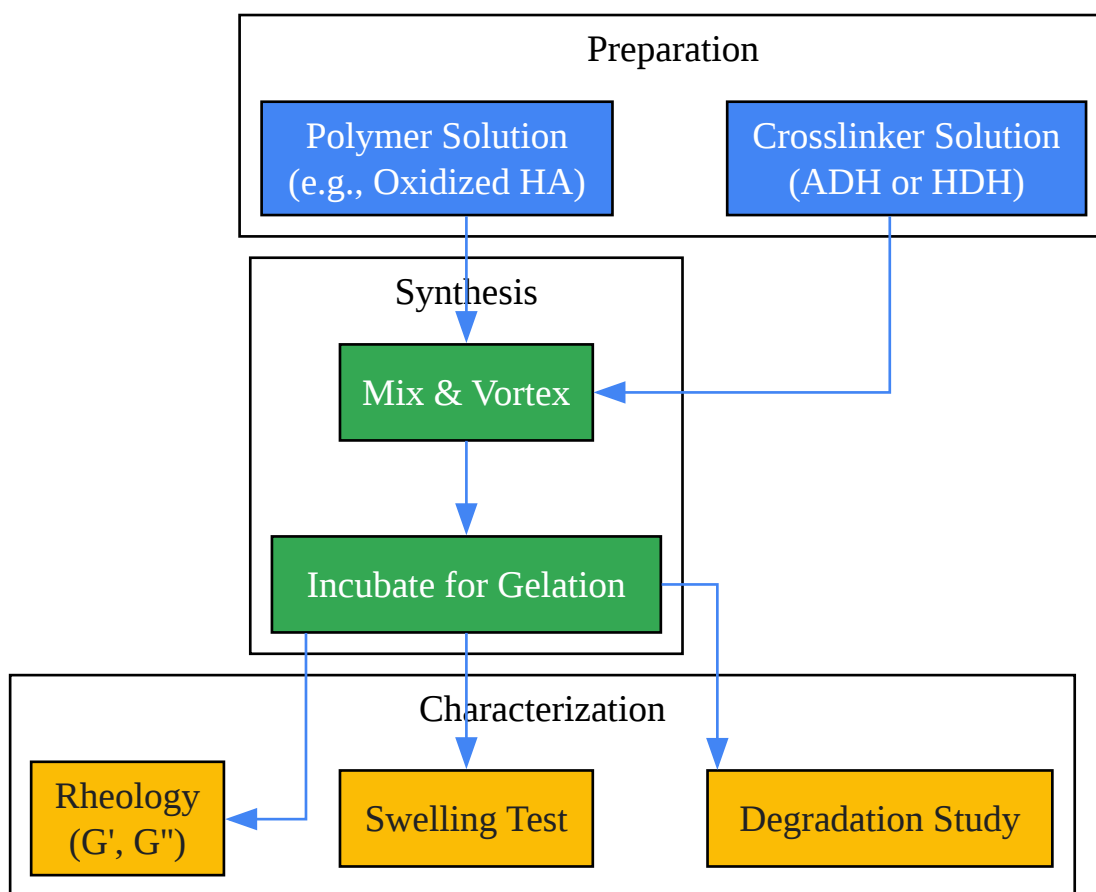 Preparation
Polymer Solution
(e.g., Oxidized HA)
Crosslinker Solution
(ADH or HDH)
Synthesis
Mix & Vortex
Incubate for Gelation
Characterization
Rheology
(G', G")
Swelling Test
Degradation Study